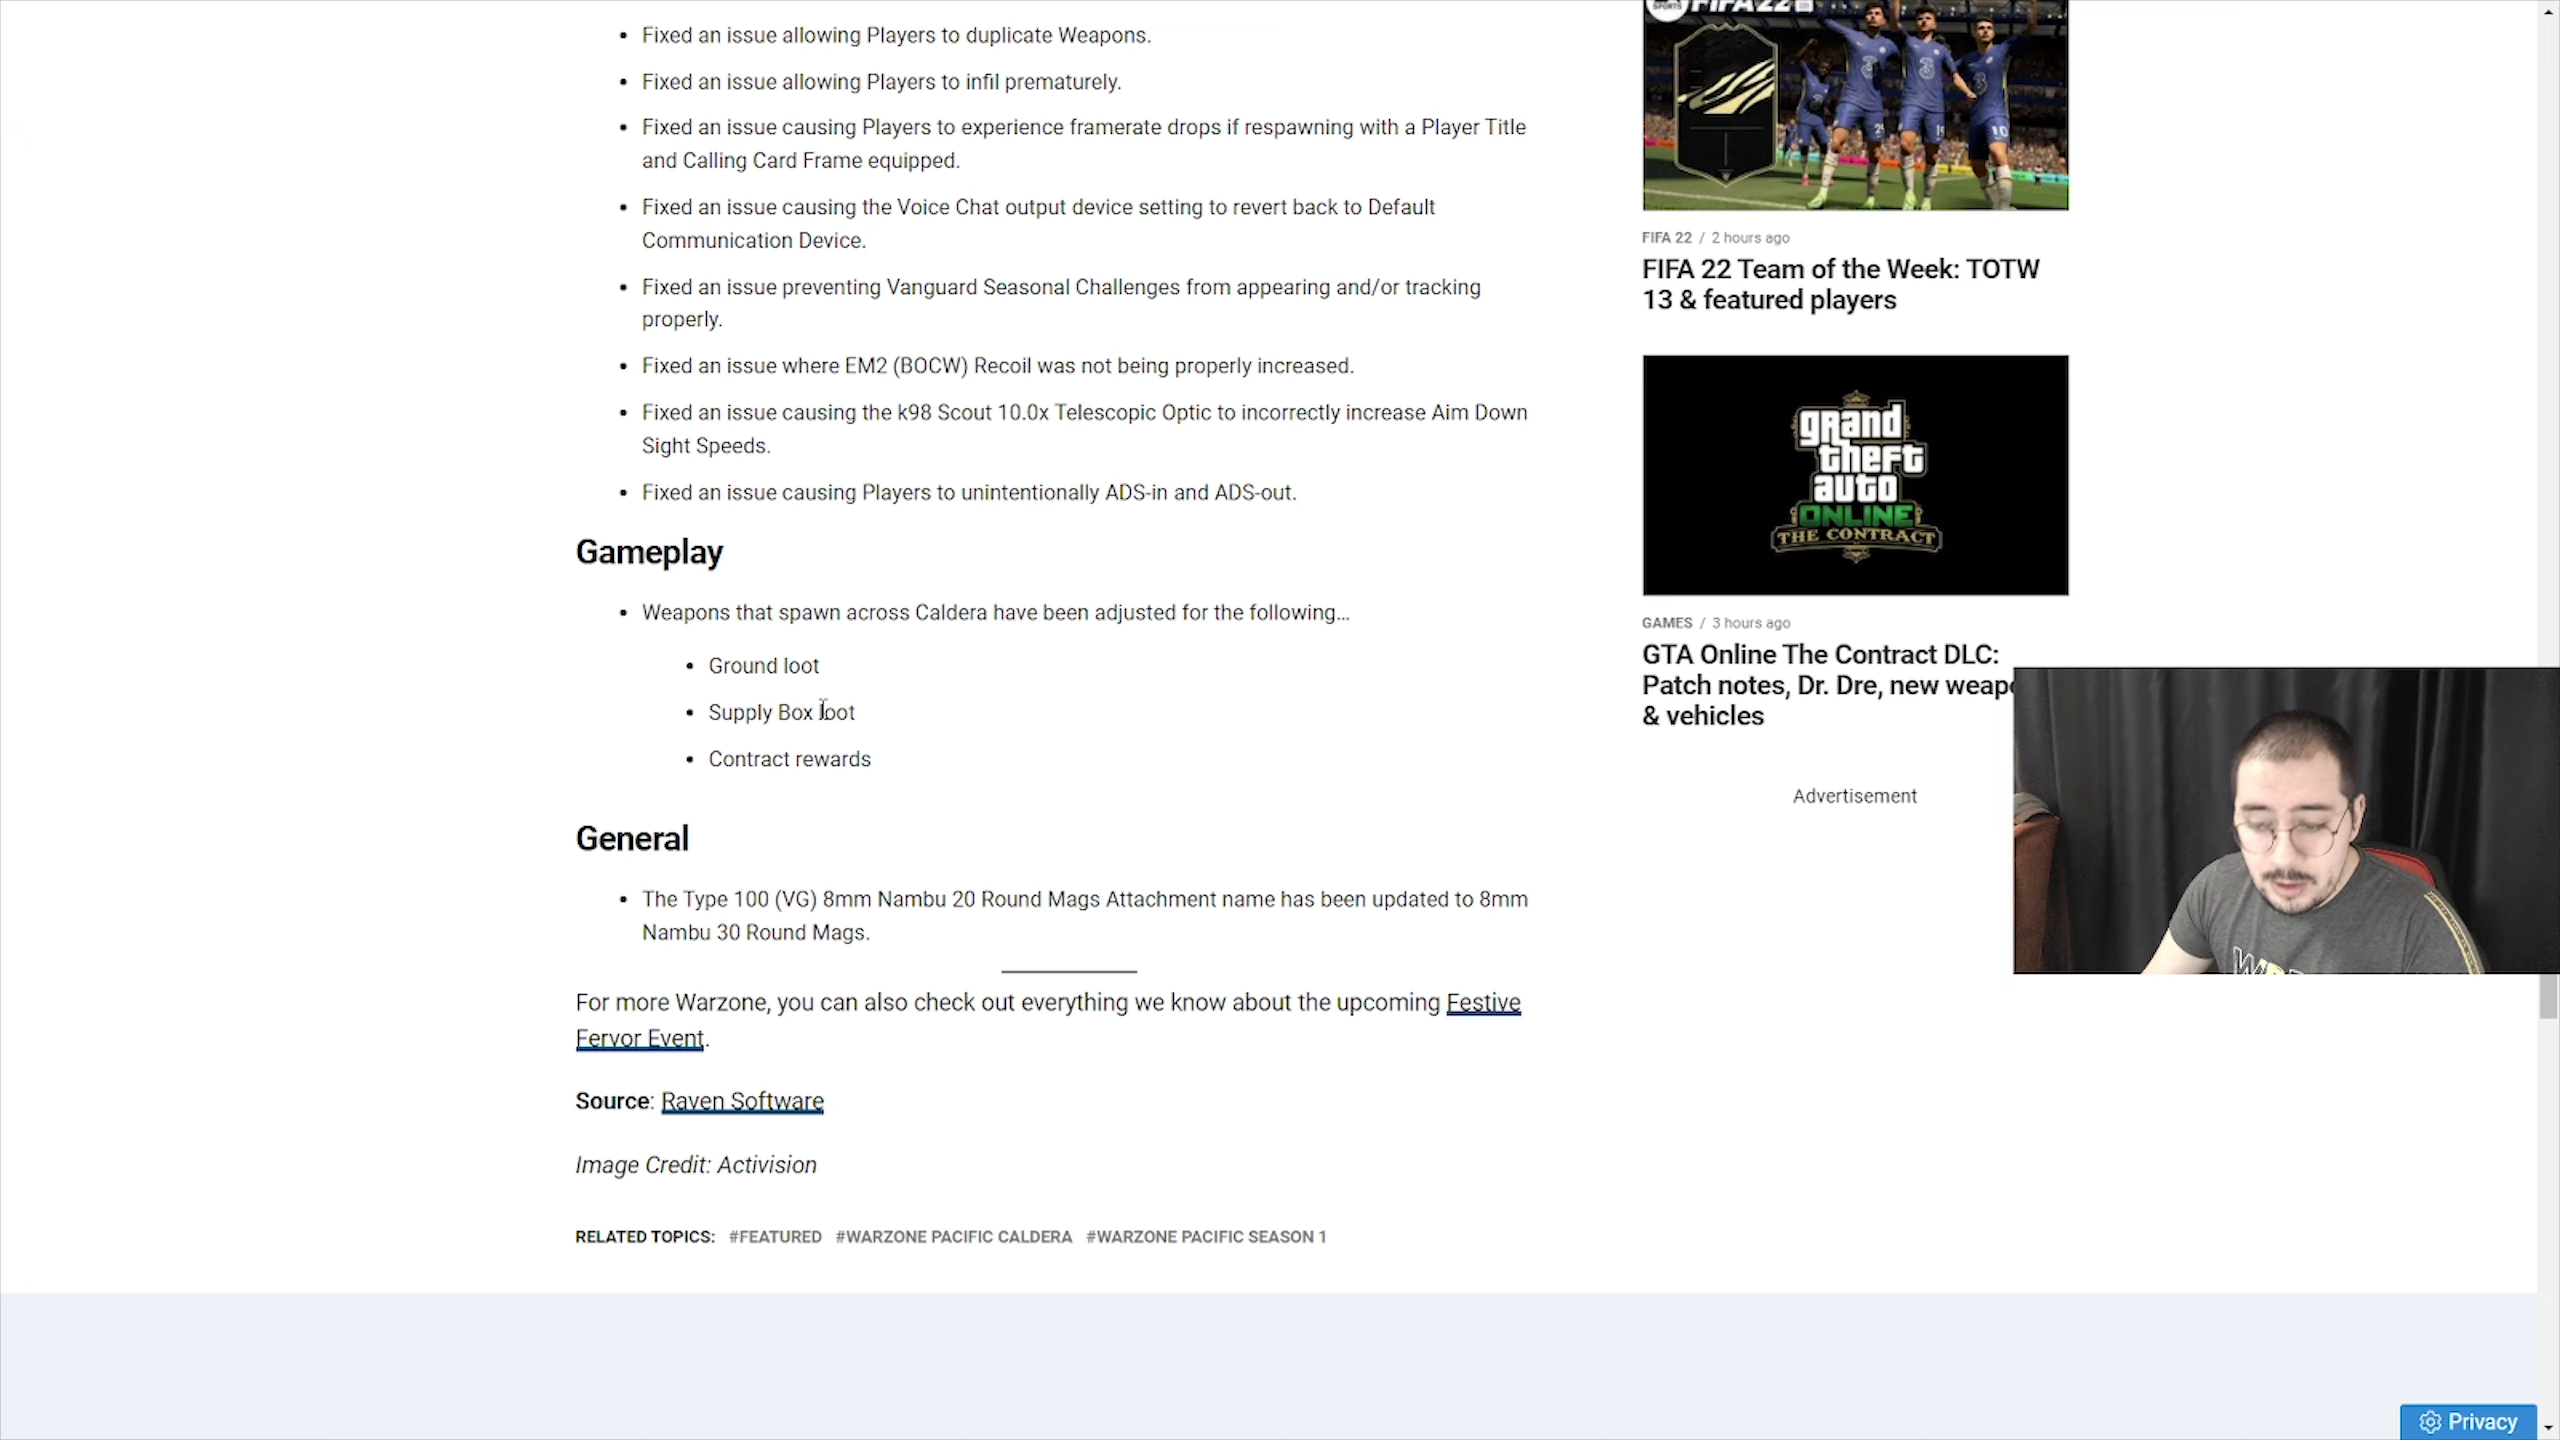 Fixed an issue allowing Players to duplicate Weapons.
Fixed an issue allowing Players to infil prematurely.
Fixed an issue causing Players to experience framerate drops if respawning with a Player Title
and Calling Card Frame equipped.
Fixed an issue causing the Voice Chat output device setting to revert back to Default
Communication Device.
Fixed an issue preventing Vanguard Seasonal Challenges from appearing and/or tracking
properly.
Fixed an issue where EM2 (BOCW) Recoil was not being properly increased.
Fixed an issue causing the k98 Scout 10.0x Telescopic Optic to incorrectly increase Aim Down
Sight Speeds.
Fixed an issue causing Players to unintentionally ADS-in and ADS-out.
Gameplay
Weapons that spawn across Caldera have been adjusted for the following...
Ground loot
Supply Box loot
Contract rewards
General
The Type 100 (VG) 8mm Nambu 20 Round Mags Attachment name has been updated to 8mm
Nambu 30 Round Mags.
For more Warzone, you can also check out everything we know about the upcoming Festive
Fervor Event.
Source: Raven Software
Image Credit: Activision
RELATED TOPICS: #FEATURED #WARZONE PACIFIC CALDERA #WARZONE PACIFIC SEASON 1
SPORTS FIFA 22
3 3
10
FIFA 22 / 2 hours ago
FIFA 22 Team of the Week: TOTW
13 & featured players
grand
theft
auto
ONLINE
THE CONTRACT
GAMES / 3 hours ago
GTA Online The Contract DLC:
Patch notes, Dr. Dre, new
& vehicles
Advertisement
Privacy